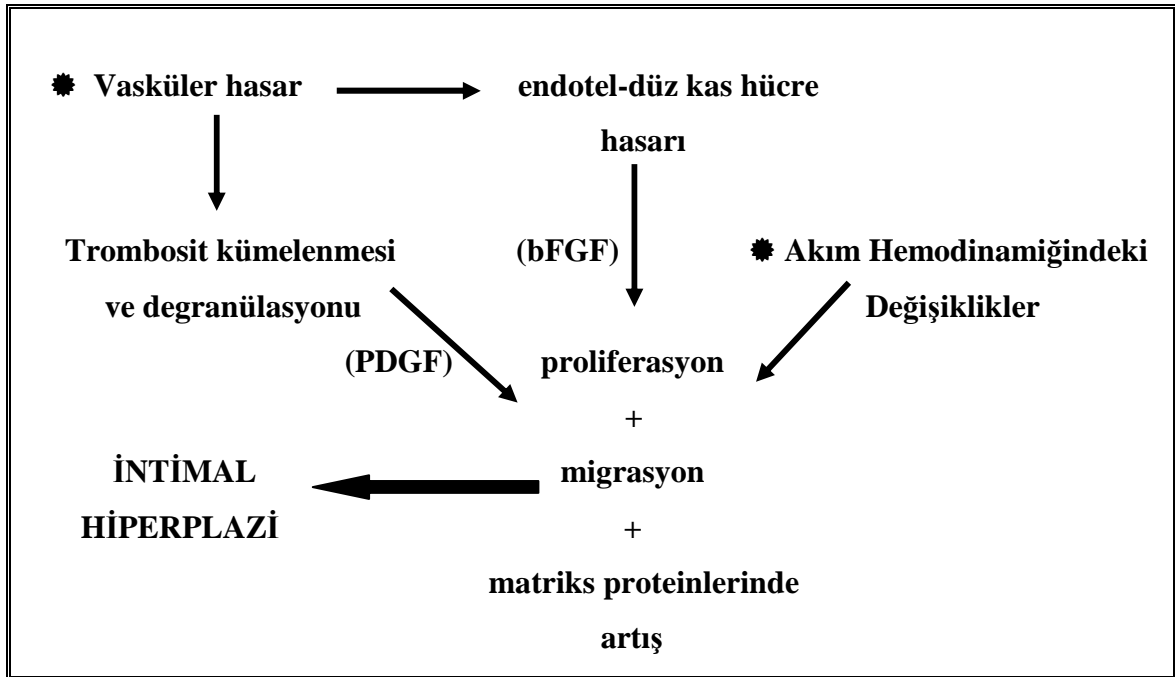 Vasküler hasar
endotel-düz kas hücre
hasarı
Trombosit kümelenmesi
ve degranülasyonu
(bFGF)
Akım Hemodinamiğindeki
Değişiklikler
(PDGF)
proliferasyon
+
migrasyon
+
matriks proteinlerinde
artış
İNTİMAL
HİPERPLAZİ